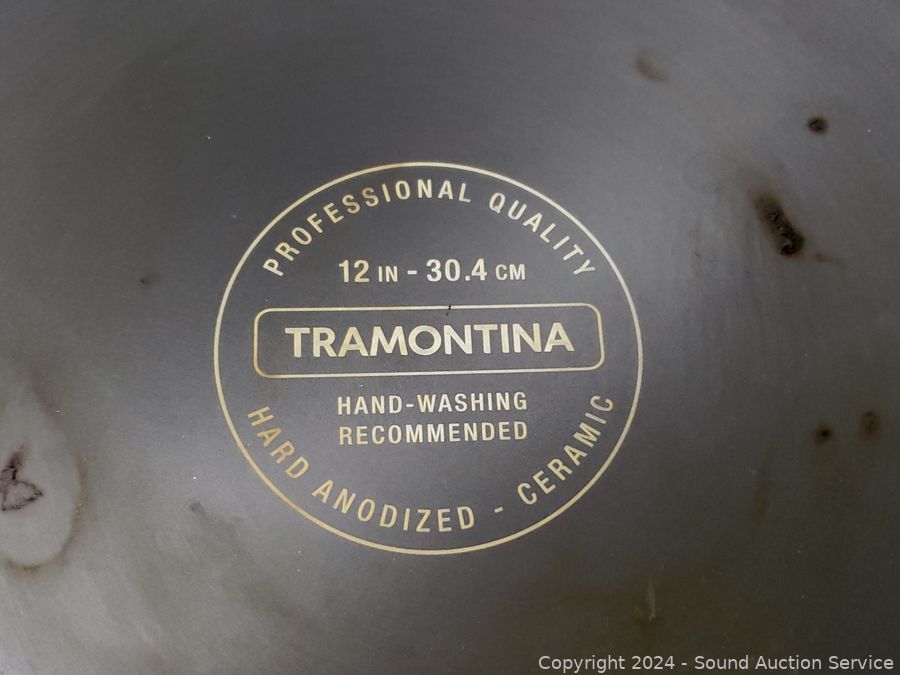 PROFESSIONAL QUALITY
12 IN - 30.4 CM
TRAMONTINA
HAND-WASHING
RECOMMENDED
HARD ANODIZED - CERAMIC
Copyright 2024 - Sound Auction Service